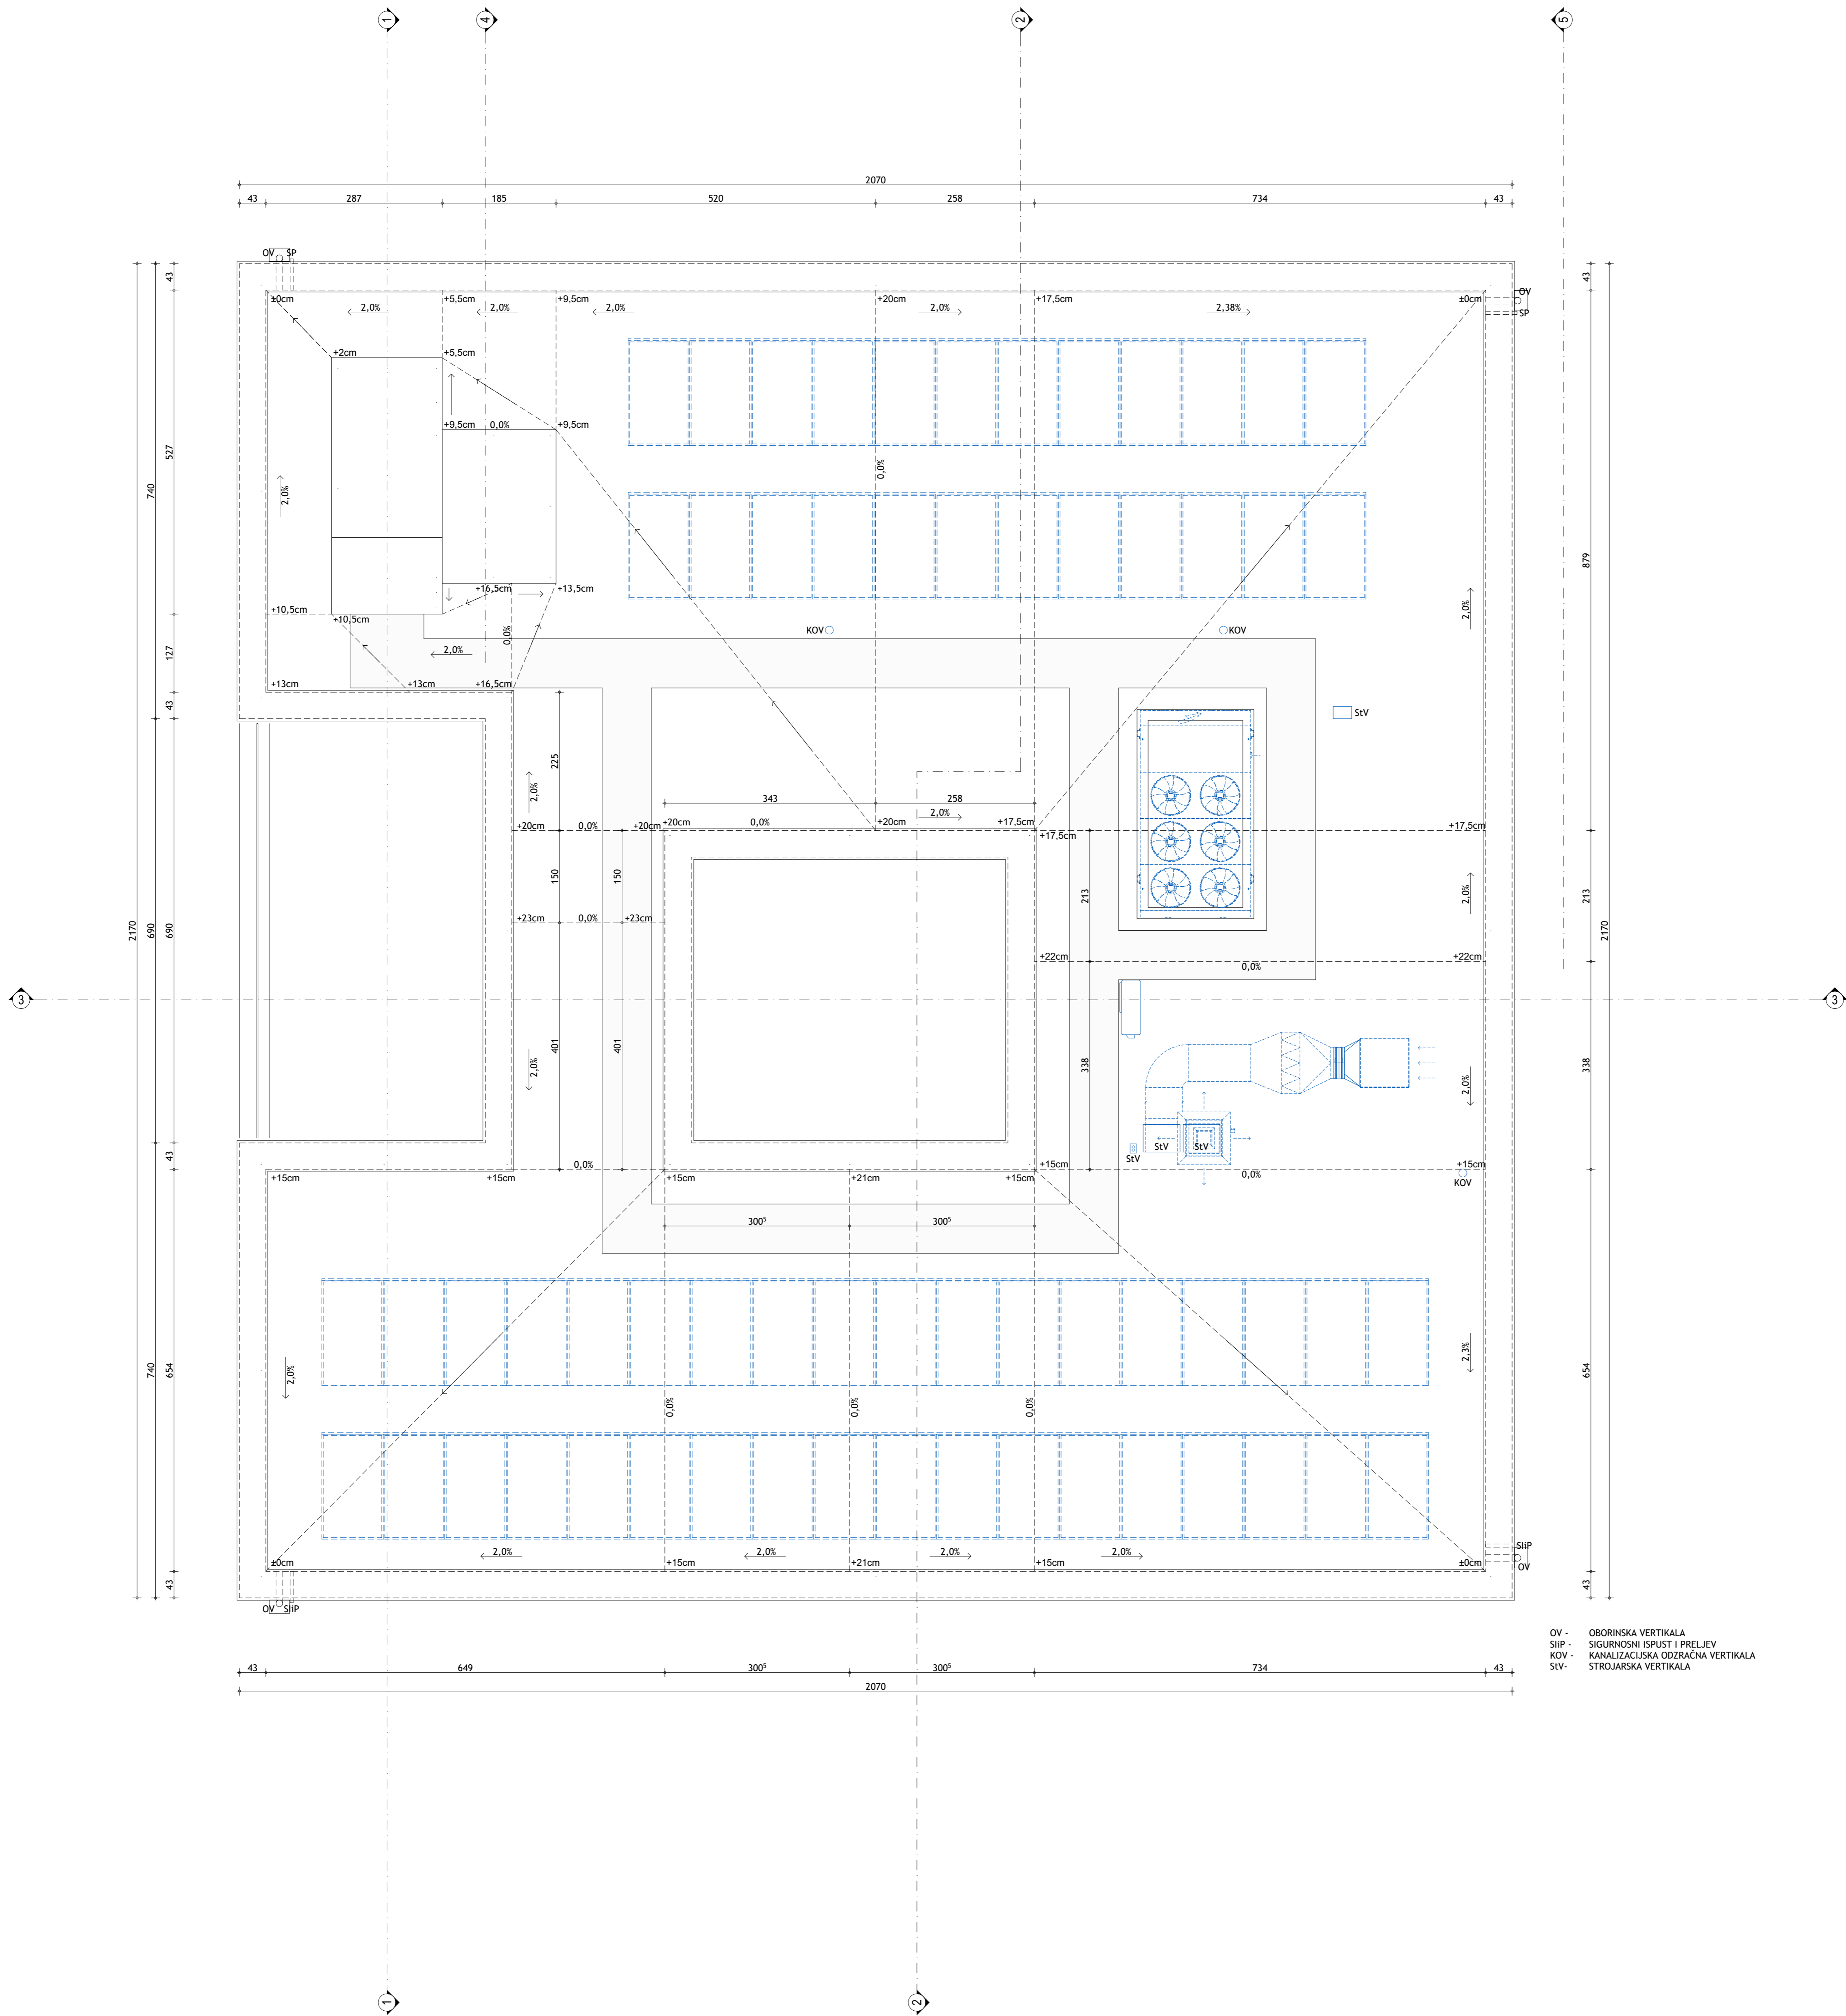 1
4
2
5
2070
43 287 185 520 258 734 43
OV SP
±0cm +5,5cm +9,5cm +20cm +17,5cm ±0cm
OV
SP
2,0% 2,0% 2,0% 2,0% 2,38%
43
43
+2cm +5,5cm
+9,5cm 0,0% +9,5cm
527
740
2,0%
0,0%
879
+16,5cm +13,5cm
+10,5cm
+10,5cm
2,0%
0,0%
KOV
KOV
127
2,0%
+13cm +13cm +16,5cm
43
StV
225
2,0%
343 258
2,0%
+20cm 0,0% +20cm +20cm 0,0% +20cm +17,5cm
+17,5cm +17,5cm
150
150
213
2,0%
213
+23cm 0,0% +23cm
2170
690
690
2170
+22cm 0,0% +22cm
3
3
401
401
2,0%
338
2,0%
338
StV StV
StV
43
0,0%
+15cm 0,0% +15cm
+15cm +15cm +15cm +21cm +15cm
KOV
300⁵ 300⁵
740
654
2,0%
0,0%
0,0%
0,0%
2,3%
654
2,0% 2,0% 2,0% 2,0%
±0cm +15cm +21cm +15cm ±0cm
SIiP
OV
43
43
OV SIiP
OV - OBORINSKA VERTIKALA
SIiP - SIGURNOSNI ISPUST I PRELJEV
KOV - KANALIZACIJSKA ODZRAČNA VERTIKALA
StV- STROJARSKA VERTIKALA
43 649 300⁵ 300⁵ 734 43
2070
1
2